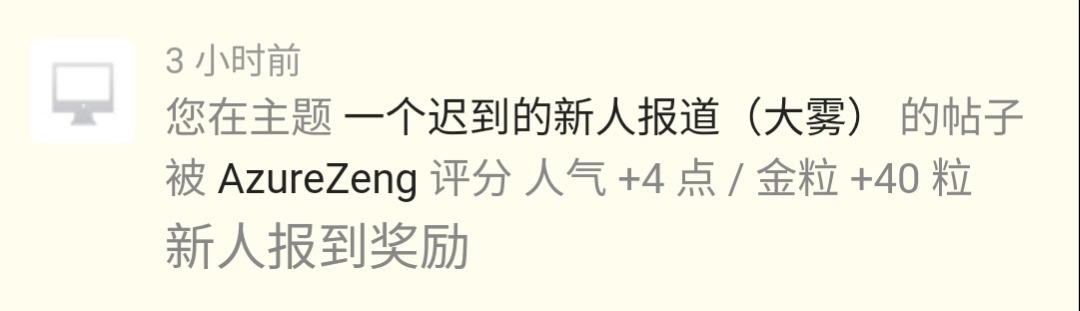 3 小时前
您在主题 一个迟到的新人报道（大雾） 的帖子
被 AzureZeng 评分 人气 +4 点 / 金粒 +40 粒
新人报到奖励